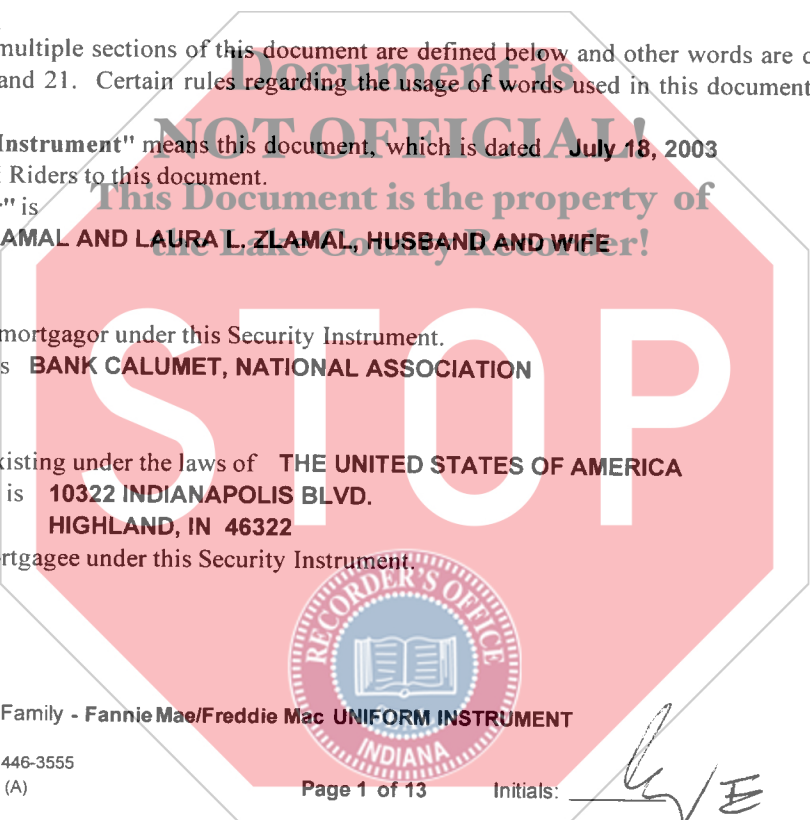 multiple sections of this document are defined below and other words are
and 21. Certain rules regarding the usage of words used in this document
Document is
Instrument" means this document, which is dated July 18, 2003
NOT OFFICIAL!
Riders to this document.
" is
This Document is the property of
AMAL AND LAURA L. ZLAMAL, HUSBAND AND WIFE
the Lake County Recorder!
mortgagor under this Security Instrument.
s BANK CALUMET, NATIONAL ASSOCIATION
STOP
xisting under the laws of THE UNITED STATES OF AMERICA
is 10322 INDIANAPOLIS BLVD.
HIGHLAND, IN 46322
rtgagee under this Security Instrument.
RECORDER'S OFFICE
Family - Fannie Mae/Freddie Mac UNIFORM INSTRUMENT
INDIANA
446-3555
(A)
Page 1 of 13 Initials: